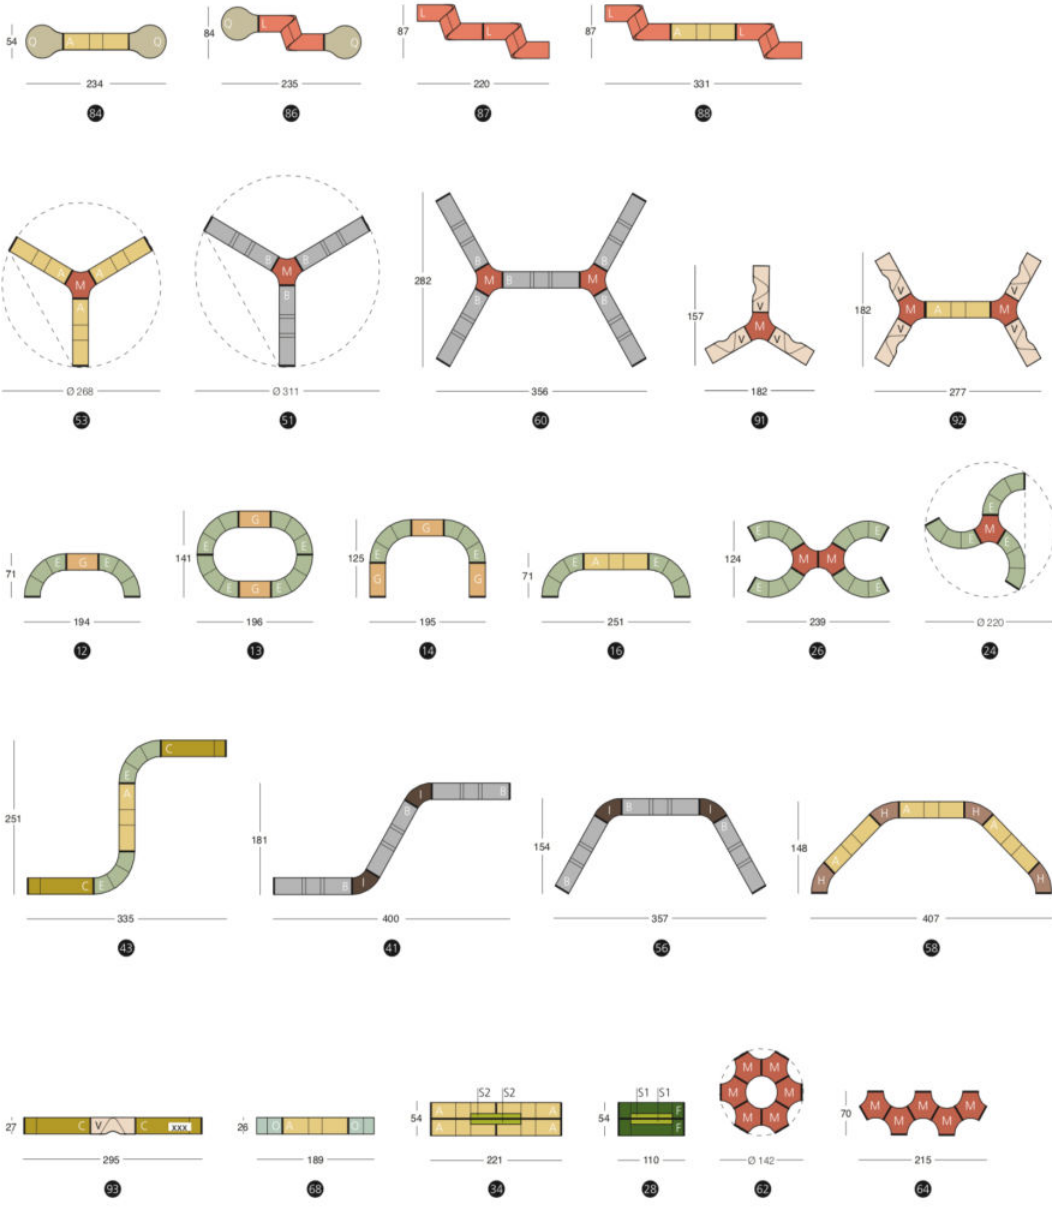 54 Q A Q 84 Q L 87 L L 87 L A L
234 235 220 331
84 86 87 88
A A M A B B M B 282 B B M B M B B 157 M V V V 182 V V M A M V V
Ø 268 Ø 311 356 182 277
53 51 60 91 92
71 E G E 141 G E E E G E 125 G E E G G 71 E A E 124 E E M M E E E M E E
194 196 195 251 239 Ø 220
12 13 14 16 26 24
251 C E A C E 181 B B I B I 154 I B I B B 148 H A H A A H H
335 400 357 407
43 41 56 58
27 C V C XXX 26 O A O 54 S2 S2 A A A A 54 S1 S1 F F M M M M M M 70 M M M M M
295 189 221 110 Ø 142 215
93 68 34 28 62 64